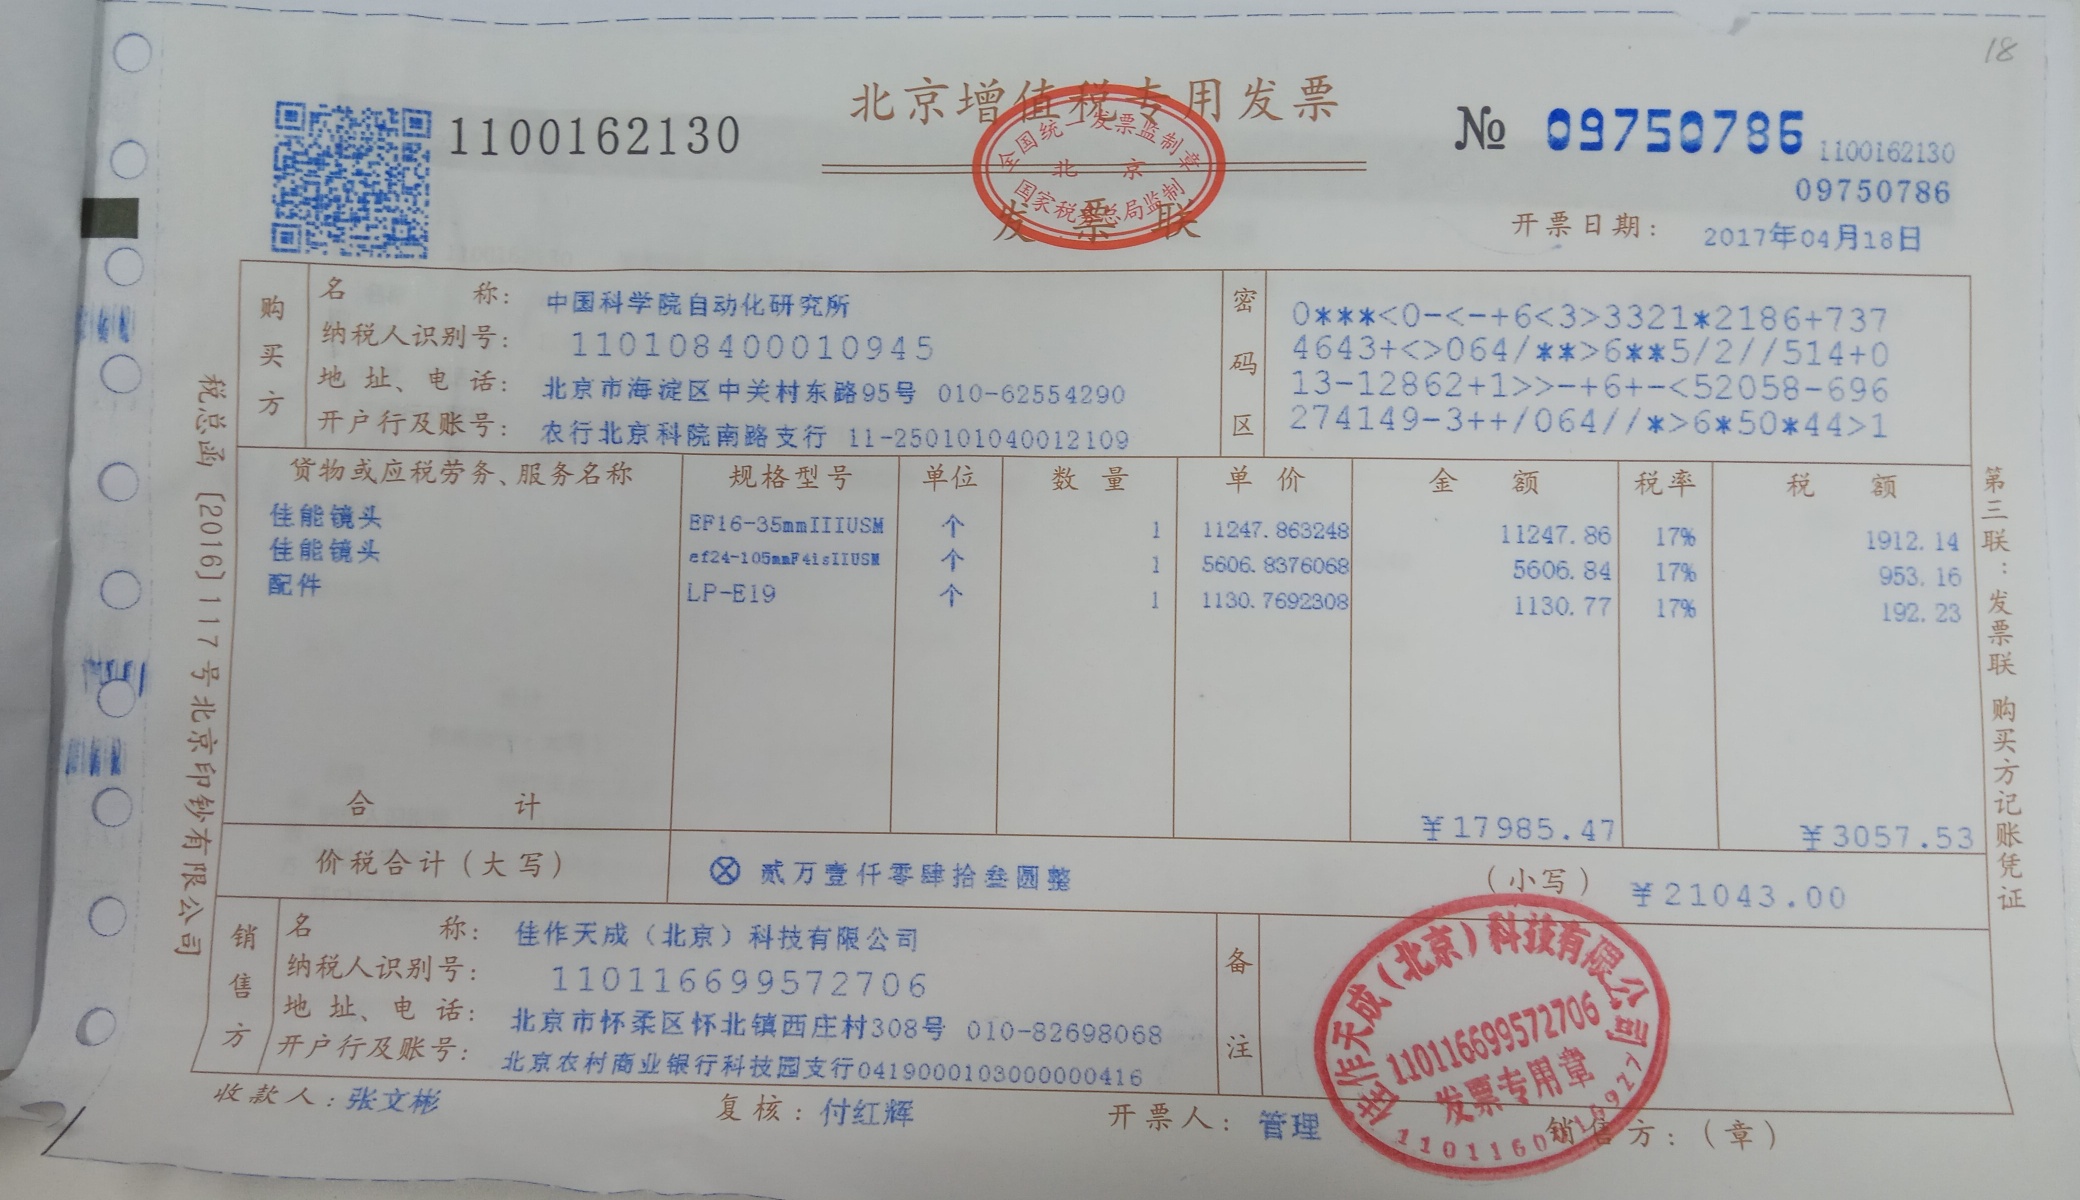 18
北京增值税专用发票
1100162130
№ 09750786
1100162130
09750786
全国统一发票监制章
北 京
国家税务总局监制
发 票 联
开票日期: 2017年04月18日
购买方
名 称: 中国科学院自动化研究所
纳税人识别号: 110108400010945
地 址、电 话: 北京市海淀区中关村东路95号 010-62554290
开户行及账号: 农行北京科院南路支行 11-250101040012109
密码区
0***<0-<-+6<3>3321*2186+737
4643+<>064/**>6**5/2//514+0
13-12862+1>>-+6+-<52058-696
274149-3++/064//*>6*50*44>1
货物或应税劳务、服务名称 规格型号 单位 数 量 单 价 金 额 税率 税 额
佳能镜头 EF16-35mmIIIUSM 个 1 11247.863248 11247.86 17% 1912.14
佳能镜头 ef24-105mmF4isIIUSM 个 1 5606.8376068 5606.84 17% 953.16
配件 LP-E19 个 1 1130.7692308 1130.77 17% 192.23
合 计 ¥17985.47 ¥3057.53
价税合计(大写) ⊗ 贰万壹仟零肆拾叁圆整 (小写) ¥21043.00
销售方
名 称: 佳作天成（北京）科技有限公司
纳税人识别号: 110116699572706
地 址、电 话: 北京市怀柔区怀北镇西庄村308号 010-82698068
开户行及账号: 北京农村商业银行科技园支行0419000103000000416
备注
收款人: 张文彬 复核: 付红辉 开票人: 管理 销售方:(章)
佳作天成(北京)科技有限公司
110116699572706
发票专用章
税总函〔2016〕117号北京印钞有限公司
第三联:发票联 购买方记账凭证